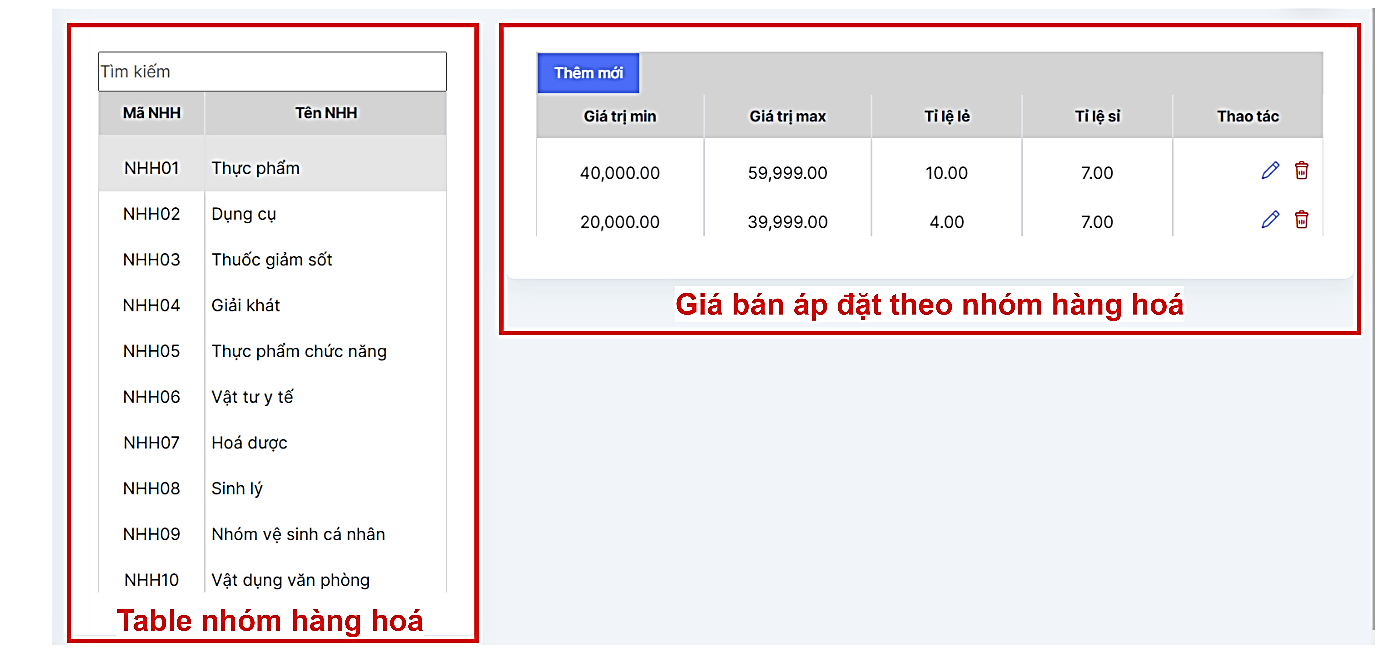 Tìm kiếm
Mã NHH Tên NHH
NHH01 Thực phẩm
NHH02 Dụng cụ
NHH03 Thuốc giảm sốt
NHH04 Giải khát
NHH05 Thực phẩm chức năng
NHH06 Vật tư y tế
NHH07 Hoá dược
NHH08 Sinh lý
NHH09 Nhóm vệ sinh cá nhân
NHH10 Vật dụng văn phòng
Table nhóm hàng hoá
Thêm mới
Giá trị min Giá trị max Tỉ lệ lẻ Tỉ lệ sỉ Thao tác
40,000.00 59,999.00 10.00 7.00
20,000.00 39,999.00 4.00 7.00
Giá bán áp đặt theo nhóm hàng hoá